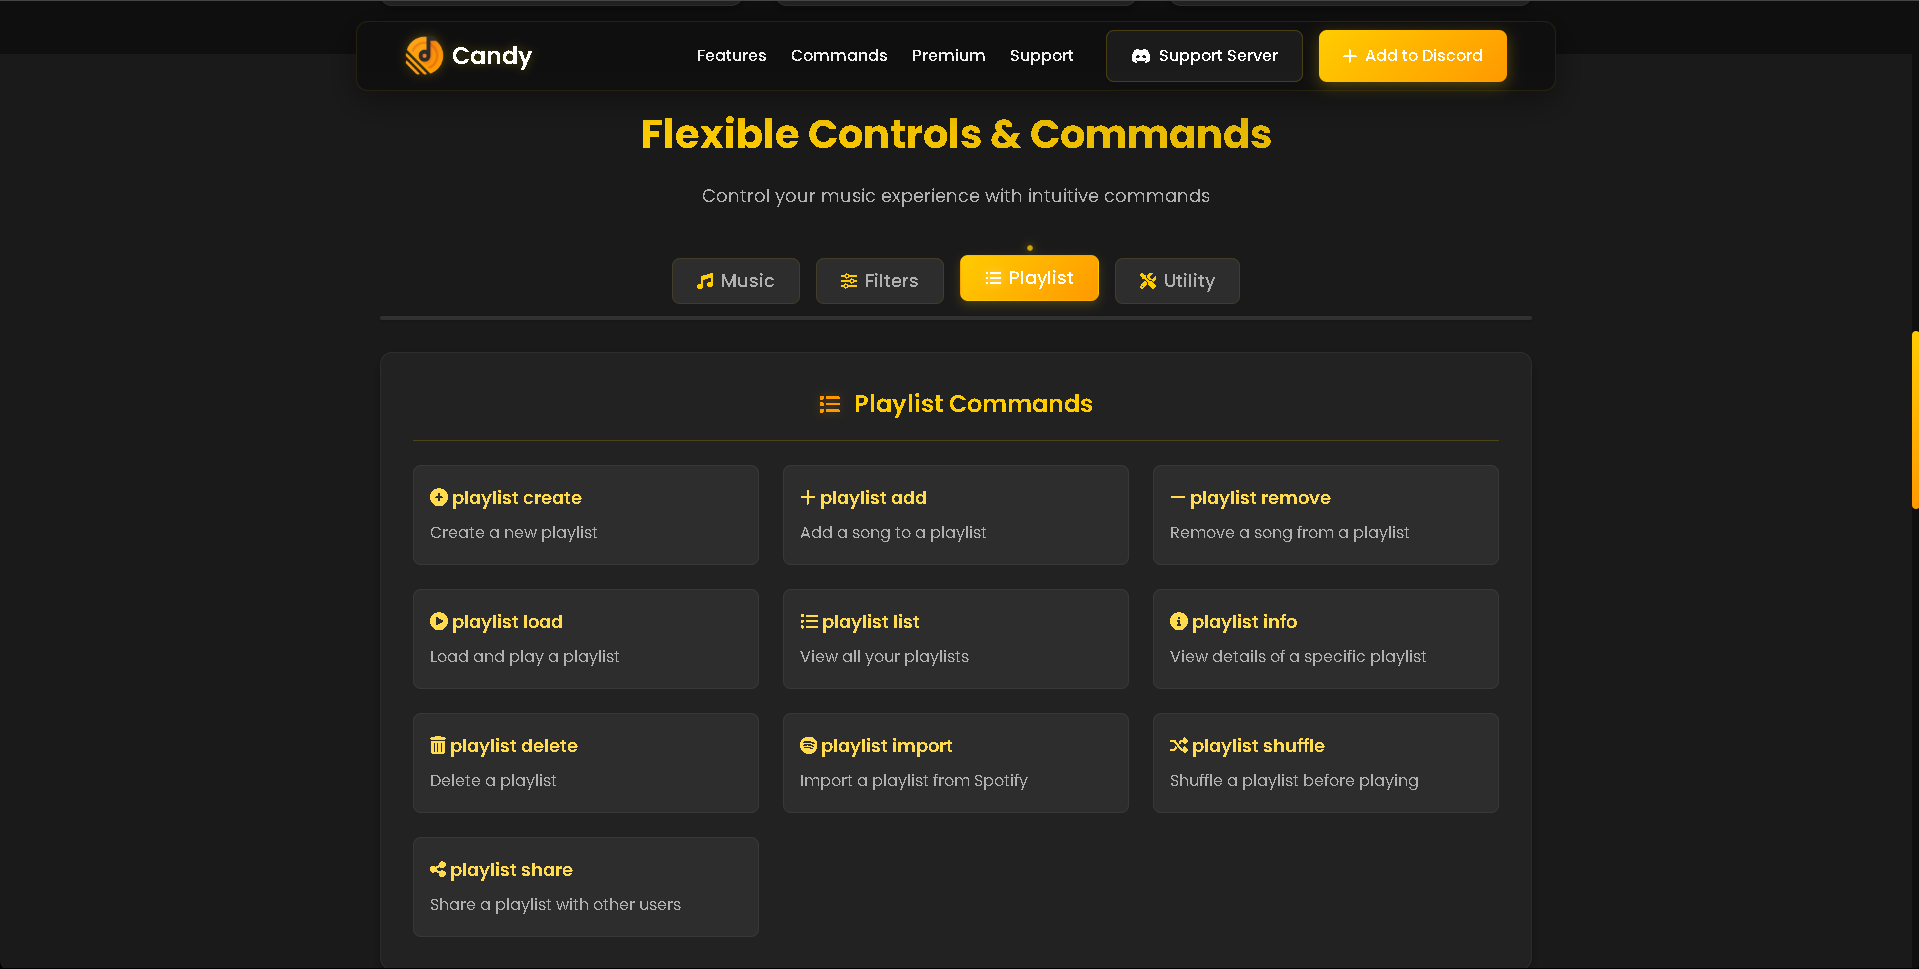 Candy
Features Commands Premium Support Support Server Add to Discord
Flexible Controls & Commands
Control your music experience with intuitive commands
Music Filters Playlist Utility
Playlist Commands
playlist create
Create a new playlist
playlist add
Add a song to a playlist
playlist remove
Remove a song from a playlist
playlist load
Load and play a playlist
playlist list
View all your playlists
playlist info
View details of a specific playlist
playlist delete
Delete a playlist
playlist import
Import a playlist from Spotify
playlist shuffle
Shuffle a playlist before playing
playlist share
Share a playlist with other users